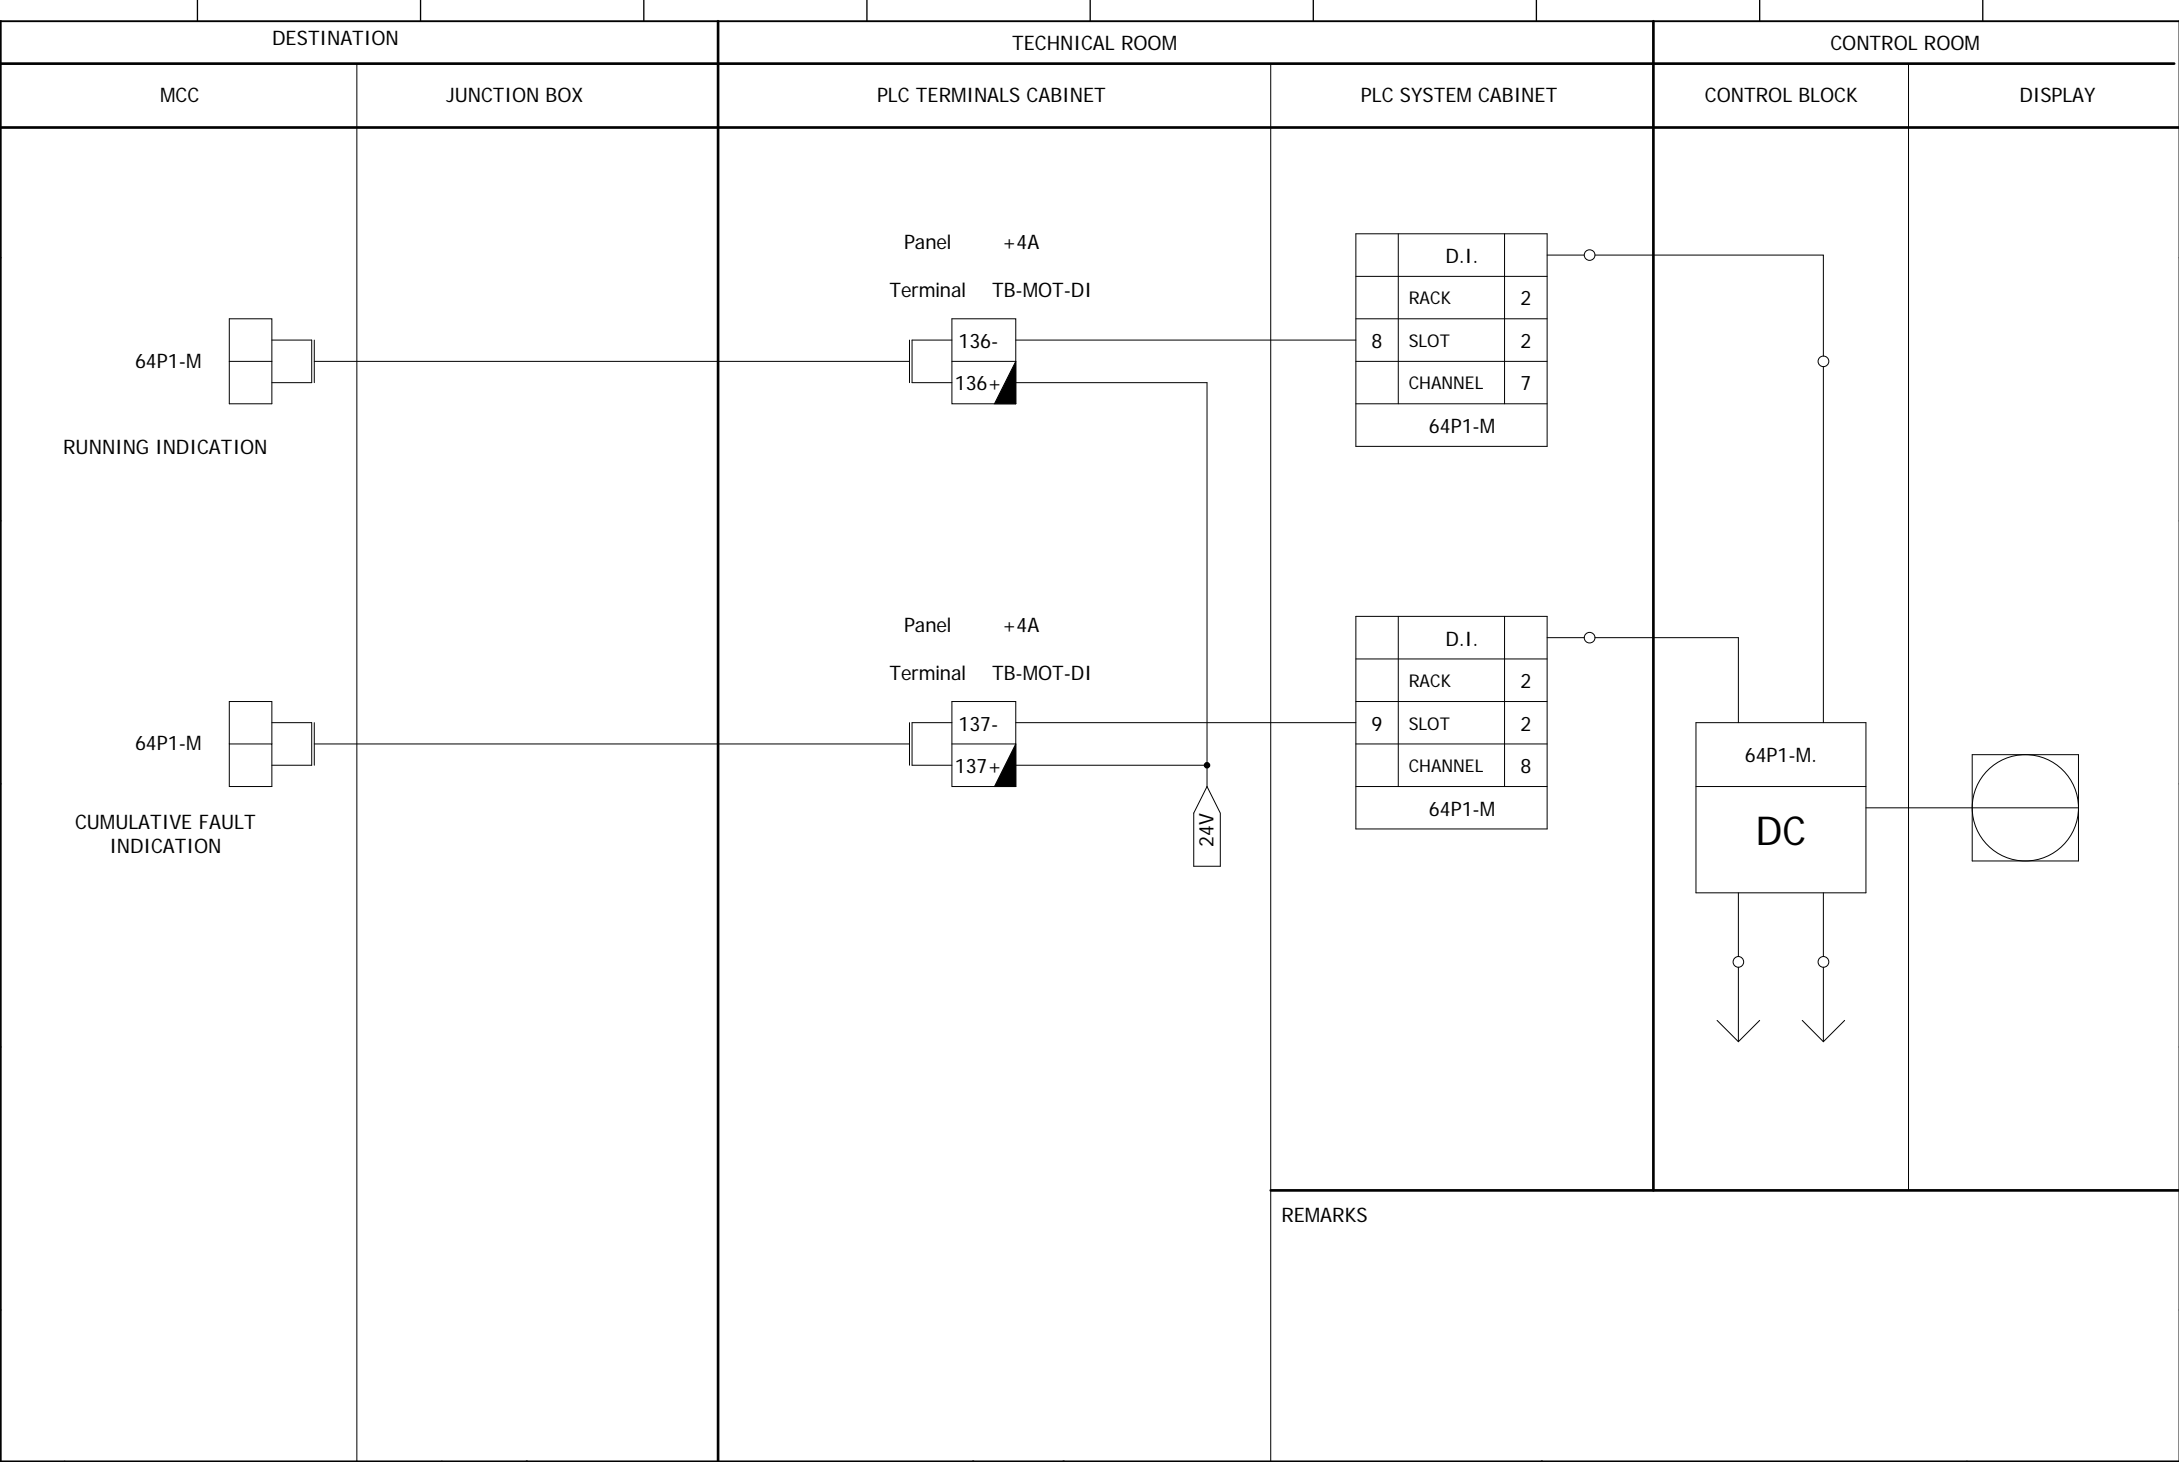 DESTINATION
TECHNICAL ROOM
CONTROL ROOM
MCC
JUNCTION BOX
PLC TERMINALS CABINET
PLC SYSTEM CABINET
CONTROL BLOCK
DISPLAY
Panel +4A
Terminal TB-MOT-DI
64P1-M
RUNNING INDICATION
136-
136+
D.I.
RACK 2
8 SLOT 2
CHANNEL 7
64P1-M
Panel +4A
Terminal TB-MOT-DI
64P1-M
CUMULATIVE FAULT
INDICATION
137-
137+
24V
D.I.
RACK 2
9 SLOT 2
CHANNEL 8
64P1-M
64P1-M.
DC
REMARKS